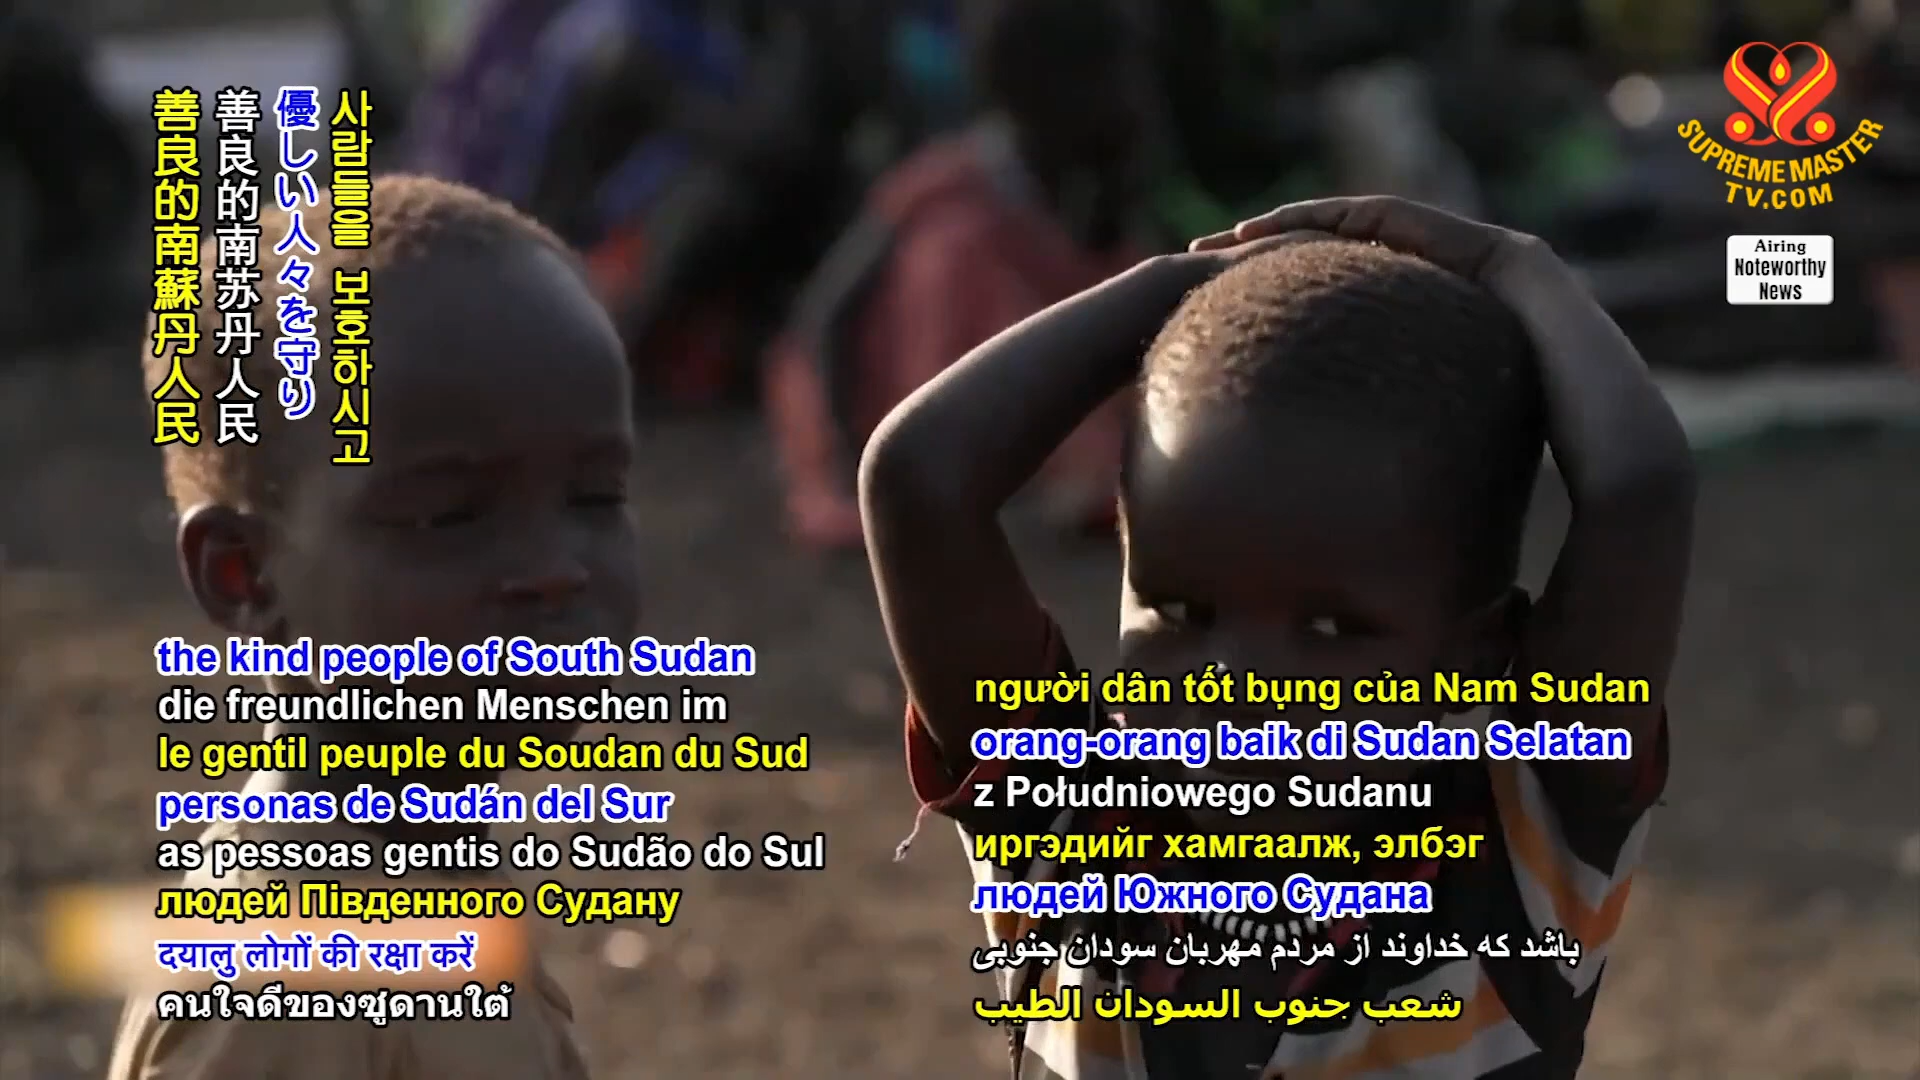 善良的南蘇丹人民
善良的南苏丹人民
優しい人々を守り
사람들을 보호하시고
SUPREME MASTER
TV.COM
Airing
Noteworthy
News
the kind people of South Sudan
die freundlichen Menschen im
le gentil peuple du Soudan du Sud
personas de Sudán del Sur
as pessoas gentis do Sudão do Sul
людей Південного Судану
दयालु लोगों की रक्षा करें
คนใจดีของซูดานใต้
người dân tốt bụng của Nam Sudan
orang-orang baik di Sudan Selatan
z Południowego Sudanu
иргэдийг хамгаалж, элбэг
людей Южного Судана
باشد که خداوند از مردم مهربان سودان جنوبی
شعب جنوب السودان الطيب